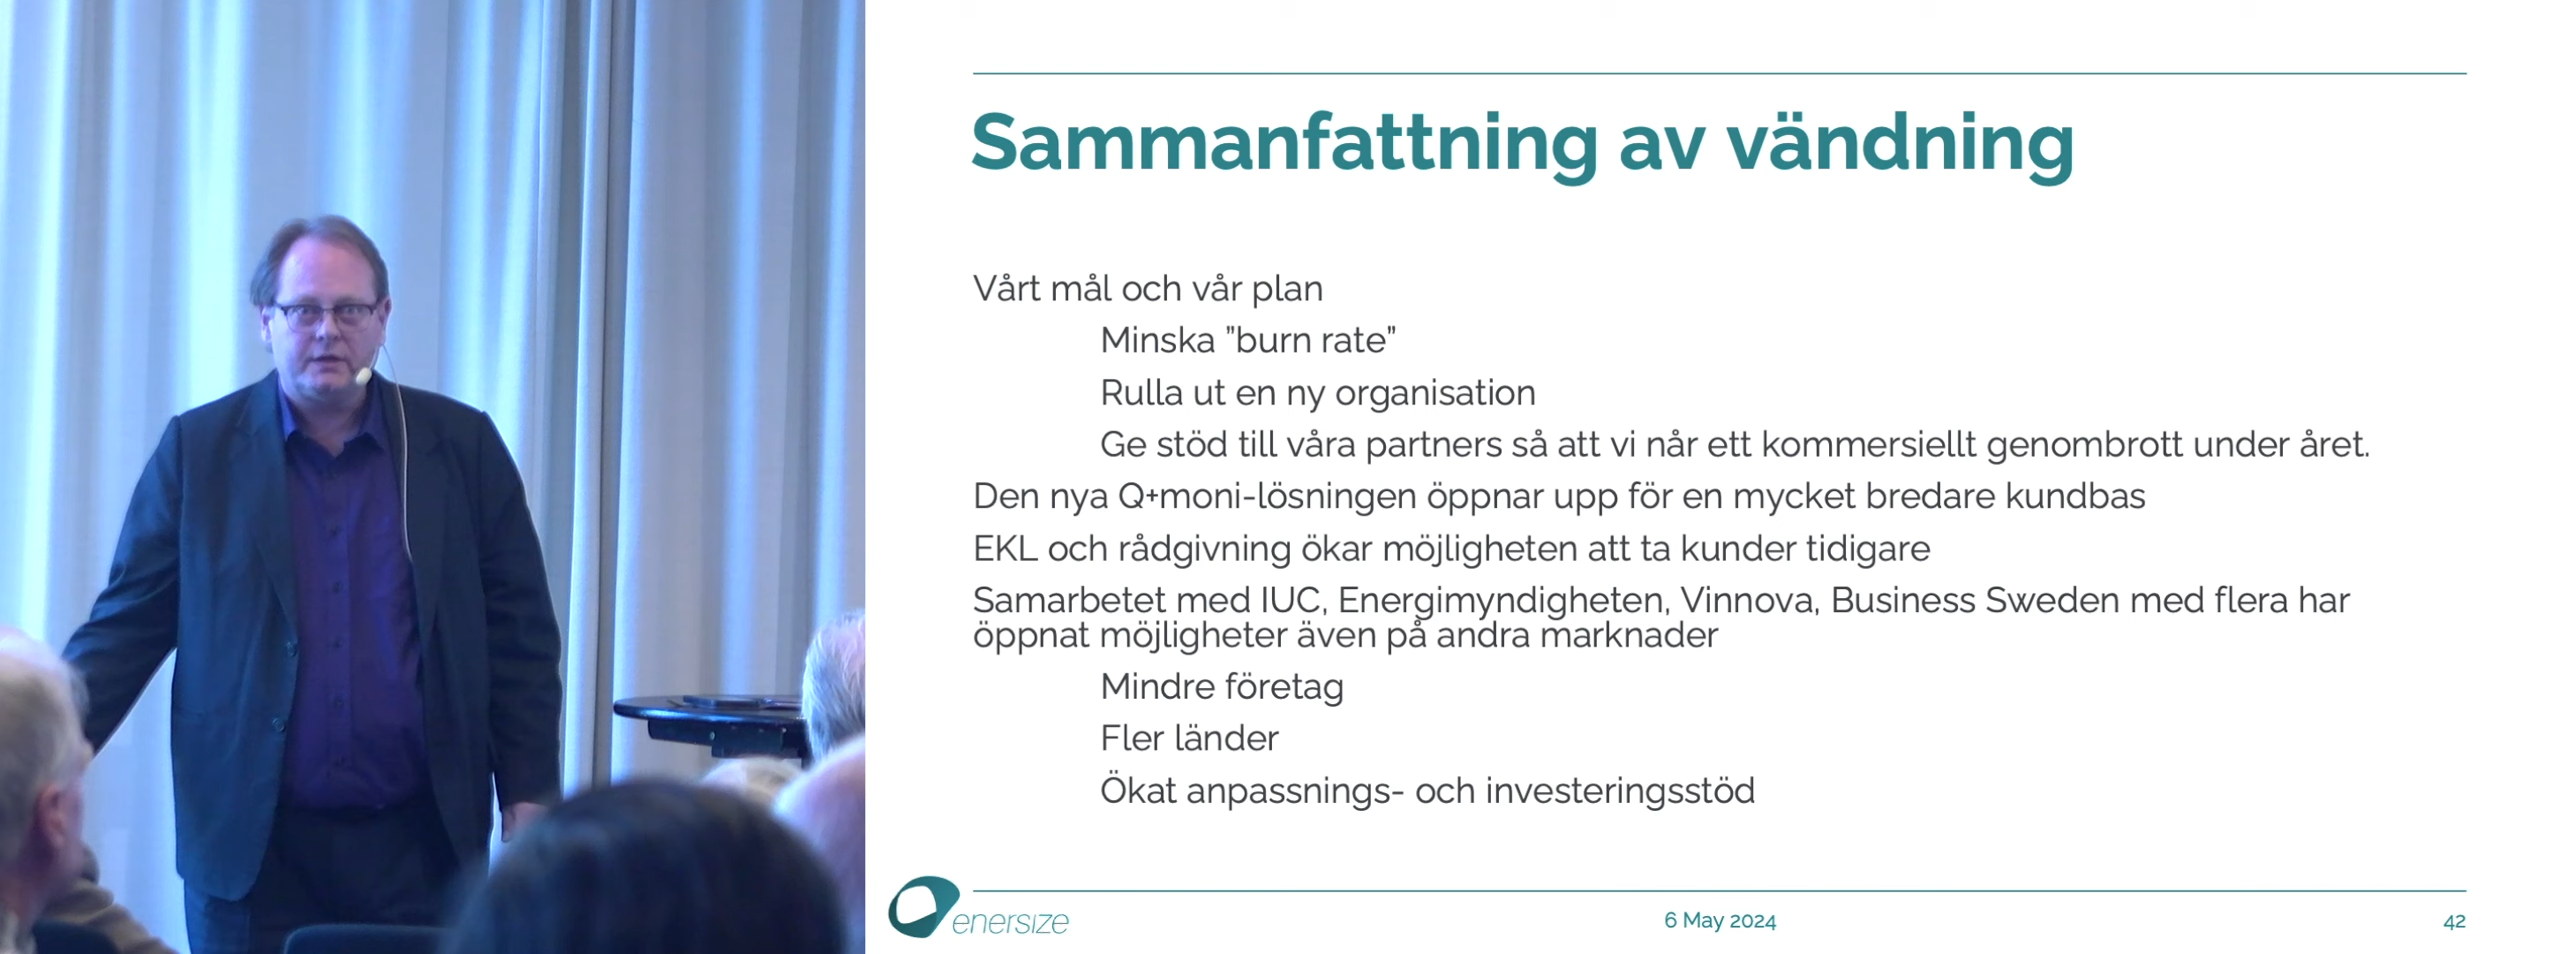 Sammanfattning av vändning
Vårt mål och vår plan
Minska ”burn rate”
Rulla ut en ny organisation
Ge stöd till våra partners så att vi når ett kommersiellt genombrott under året.
Den nya Q+moni-lösningen öppnar upp för en mycket bredare kundbas
EKL och rådgivning ökar möjligheten att ta kunder tidigare
Samarbetet med IUC, Energimyndigheten, Vinnova, Business Sweden med flera har
öppnat möjligheter även på andra marknader
Mindre företag
Fler länder
Ökat anpassnings- och investeringsstöd
enersize
6 May 2024
42